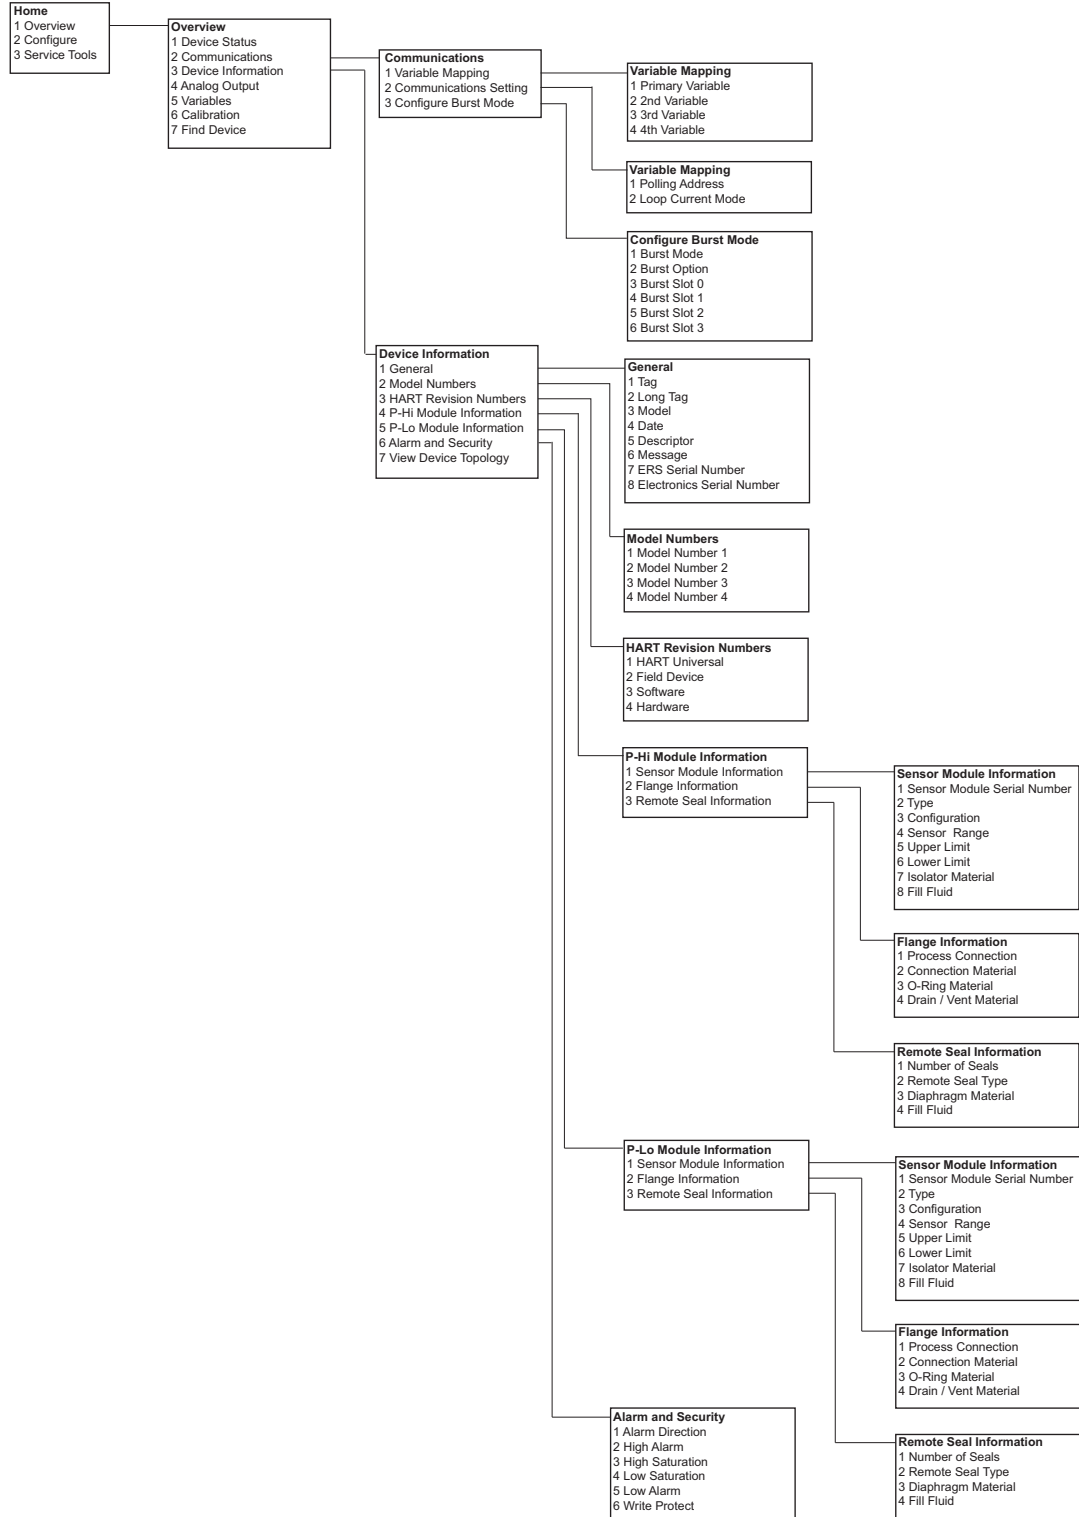 Home
1 Overview
2 Configure
3 Service Tools
Overview
1 Device Status
2 Communications
3 Device Information
4 Analog Output
5 Variables
6 Calibration
7 Find Device
Communications
1 Variable Mapping
2 Communications Setting
3 Configure Burst Mode
Variable Mapping
1 Primary Variable
2 2nd Variable
3 3rd Variable
4 4th Variable
Variable Mapping
1 Polling Address
2 Loop Current Mode
Configure Burst Mode
1 Burst Mode
2 Burst Option
3 Burst Slot 0
4 Burst Slot 1
5 Burst Slot 2
6 Burst Slot 3
Device Information
1 General
2 Model Numbers
3 HART Revision Numbers
4 P-Hi Module Information
5 P-Lo Module Information
6 Alarm and Security
7 View Device Topology
General
1 Tag
2 Long Tag
3 Model
4 Date
5 Descriptor
6 Message
7 ERS Serial Number
8 Electronics Serial Number
Model Numbers
1 Model Number 1
2 Model Number 2
3 Model Number 3
4 Model Number 4
HART Revision Numbers
1 HART Universal
2 Field Device
3 Software
4 Hardware
P-Hi Module Information
1 Sensor Module Information
2 Flange Information
3 Remote Seal Information
Sensor Module Information
1 Sensor Module Serial Number
2 Type
3 Configuration
4 Sensor Range
5 Upper Limit
6 Lower Limit
7 Isolator Material
8 Fill Fluid
Flange Information
1 Process Connection
2 Connection Material
3 O-Ring Material
4 Drain / Vent Material
Remote Seal Information
1 Number of Seals
2 Remote Seal Type
3 Diaphragm Material
4 Fill Fluid
P-Lo Module Information
1 Sensor Module Information
2 Flange Information
3 Remote Seal Information
Sensor Module Information
1 Sensor Module Serial Number
2 Type
3 Configuration
4 Sensor Range
5 Upper Limit
6 Lower Limit
7 Isolator Material
8 Fill Fluid
Flange Information
1 Process Connection
2 Connection Material
3 O-Ring Material
4 Drain / Vent Material
Alarm and Security
1 Alarm Direction
2 High Alarm
3 High Saturation
4 Low Saturation
5 Low Alarm
6 Write Protect
Remote Seal Information
1 Number of Seals
2 Remote Seal Type
3 Diaphragm Material
4 Fill Fluid